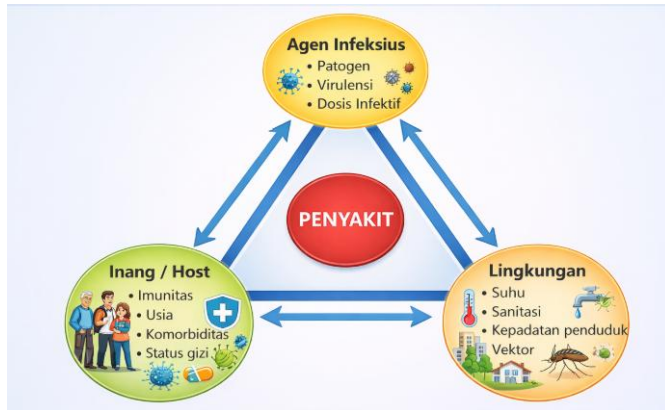 Agen Infeksius
• Patogen
• Virulensi
• Dosis Infektif
PENYAKIT
Inang / Host
• Imunitas
• Usia
• Komorbiditas
• Status gizi
Lingkungan
• Suhu
• Sanitasi
• Kepadatan penduduk
• Vektor